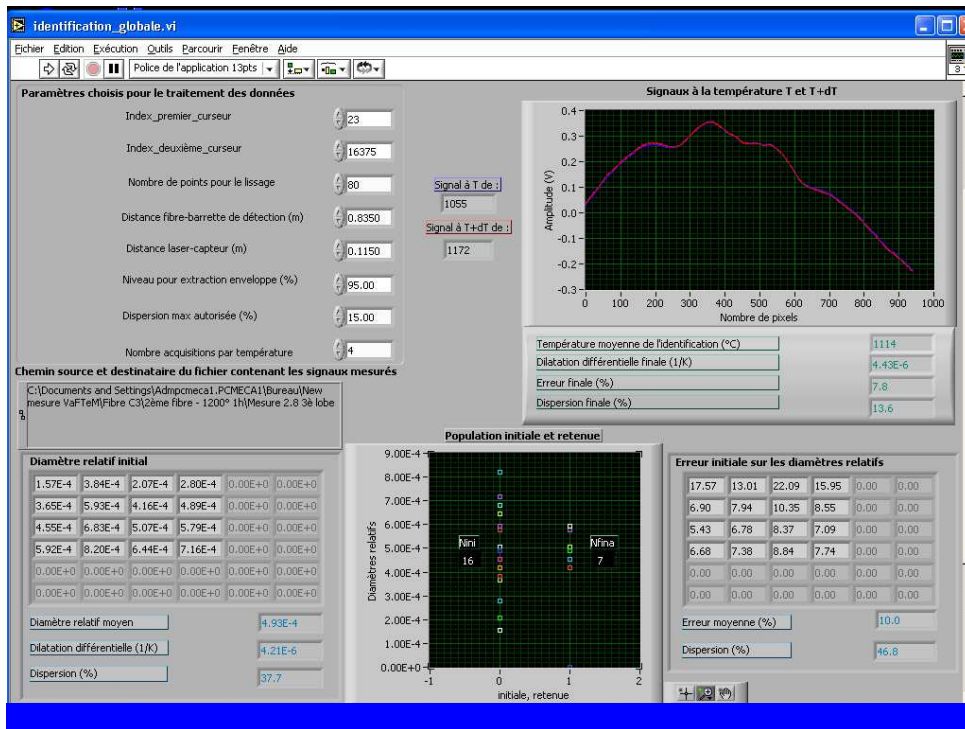 identification_globale.vi
Fichier Edition Exécution Outils Parcourir Fenêtre Aide
Police de l'application 13pts
Paramètres choisis pour le traitement des données
Index_premier_curseur 23
Index_deuxième_curseur 16375
Nombre de points pour le lissage 80
Distance fibre-barrette de détection (m) 0.8350
Distance laser-capteur (m) 0.1150
Niveau pour extraction enveloppe (%) 95.00
Dispersion max autorisée (%) 15.00
Nombre acquisitions par température 4
Signal à T de :
1055
Signal à T+dT de :
1172
Signaux à la température T et T+dT
Amplitude (V)
0.4
0.3
0.2
0.1
0.0
-0.1
-0.2
-0.3
0 100 200 300 400 500 600 700 800 900 1000
Nombre de pixels
Température moyenne de l'identification (°C) 1114
Dilatation différentielle finale (1/K) 4.43E-6
Erreur finale (%) 7.8
Dispersion finale (%) 13.6
Chemin source et destinataire du fichier contenant les signaux mesurés
C:\Documents and Settings\Admpcmeca1.PCMECA1\Bureau\New
mesure VaFTeM\Fibre C3\2ème fibre - 1200° 1h\Mesure 2.8 3è lobe
Diamètre relatif initial
1.57E-4 3.84E-4 2.07E-4 2.80E-4 0.00E+0 0.00E+0
3.65E-4 5.93E-4 4.16E-4 4.89E-4 0.00E+0 0.00E+0
4.55E-4 6.83E-4 5.07E-4 5.79E-4 0.00E+0 0.00E+0
5.92E-4 8.20E-4 6.44E-4 7.16E-4 0.00E+0 0.00E+0
0.00E+0 0.00E+0 0.00E+0 0.00E+0 0.00E+0 0.00E+0
0.00E+0 0.00E+0 0.00E+0 0.00E+0 0.00E+0 0.00E+0
Diamètre relatif moyen 4.93E-4
Dilatation différentielle (1/K) 4.21E-6
Dispersion (%) 37.7
Population initiale et retenue
Diamètres relatifs
9.00E-4
8.00E-4
7.00E-4
6.00E-4
5.00E-4
4.00E-4
3.00E-4
2.00E-4
1.00E-4
0.00E+0
Nini
16
Nfina
7
-1 0 1 2
initiale, retenue
Erreur initiale sur les diamètres relatifs
17.57 13.01 22.09 15.95 0.00 0.00
6.90 7.94 10.35 8.55 0.00 0.00
5.43 6.78 8.37 7.09 0.00 0.00
6.68 7.38 8.84 7.74 0.00 0.00
0.00 0.00 0.00 0.00 0.00 0.00
0.00 0.00 0.00 0.00 0.00 0.00
Erreur moyenne (%) 10.0
Dispersion (%) 46.8